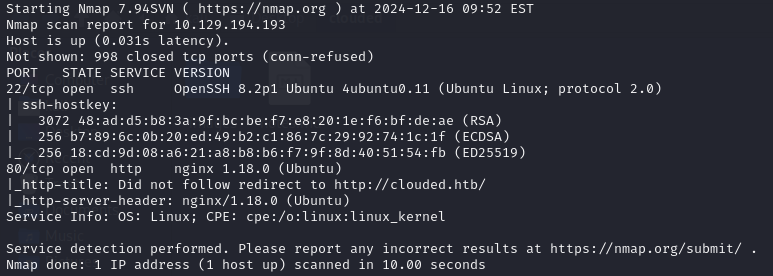 Starting Nmap 7.94SVN ( https://nmap.org ) at 2024-12-16 09:52 EST
Nmap scan report for 10.129.194.193
Host is up (0.031s latency).
Not shown: 998 closed tcp ports (conn-refused)
PORT   STATE SERVICE VERSION
22/tcp open  ssh     OpenSSH 8.2p1 Ubuntu 4ubuntu0.11 (Ubuntu Linux; protocol 2.0)
| ssh-hostkey:
|   3072 48:ad:d5:b8:3a:9f:bc:be:f7:e8:20:1e:f6:bf:de:ae (RSA)
|   256 b7:89:6c:0b:20:ed:49:b2:c1:86:7c:29:92:74:1c:1f (ECDSA)
|_  256 18:cd:9d:08:a6:21:a8:b8:b6:f7:9f:8d:40:51:54:fb (ED25519)
80/tcp open  http    nginx 1.18.0 (Ubuntu)
|_http-title: Did not follow redirect to http://clouded.htb/
|_http-server-header: nginx/1.18.0 (Ubuntu)
Service Info: OS: Linux; CPE: cpe:/o:linux:linux_kernel

Service detection performed. Please report any incorrect results at https://nmap.org/submit/ .
Nmap done: 1 IP address (1 host up) scanned in 10.00 seconds